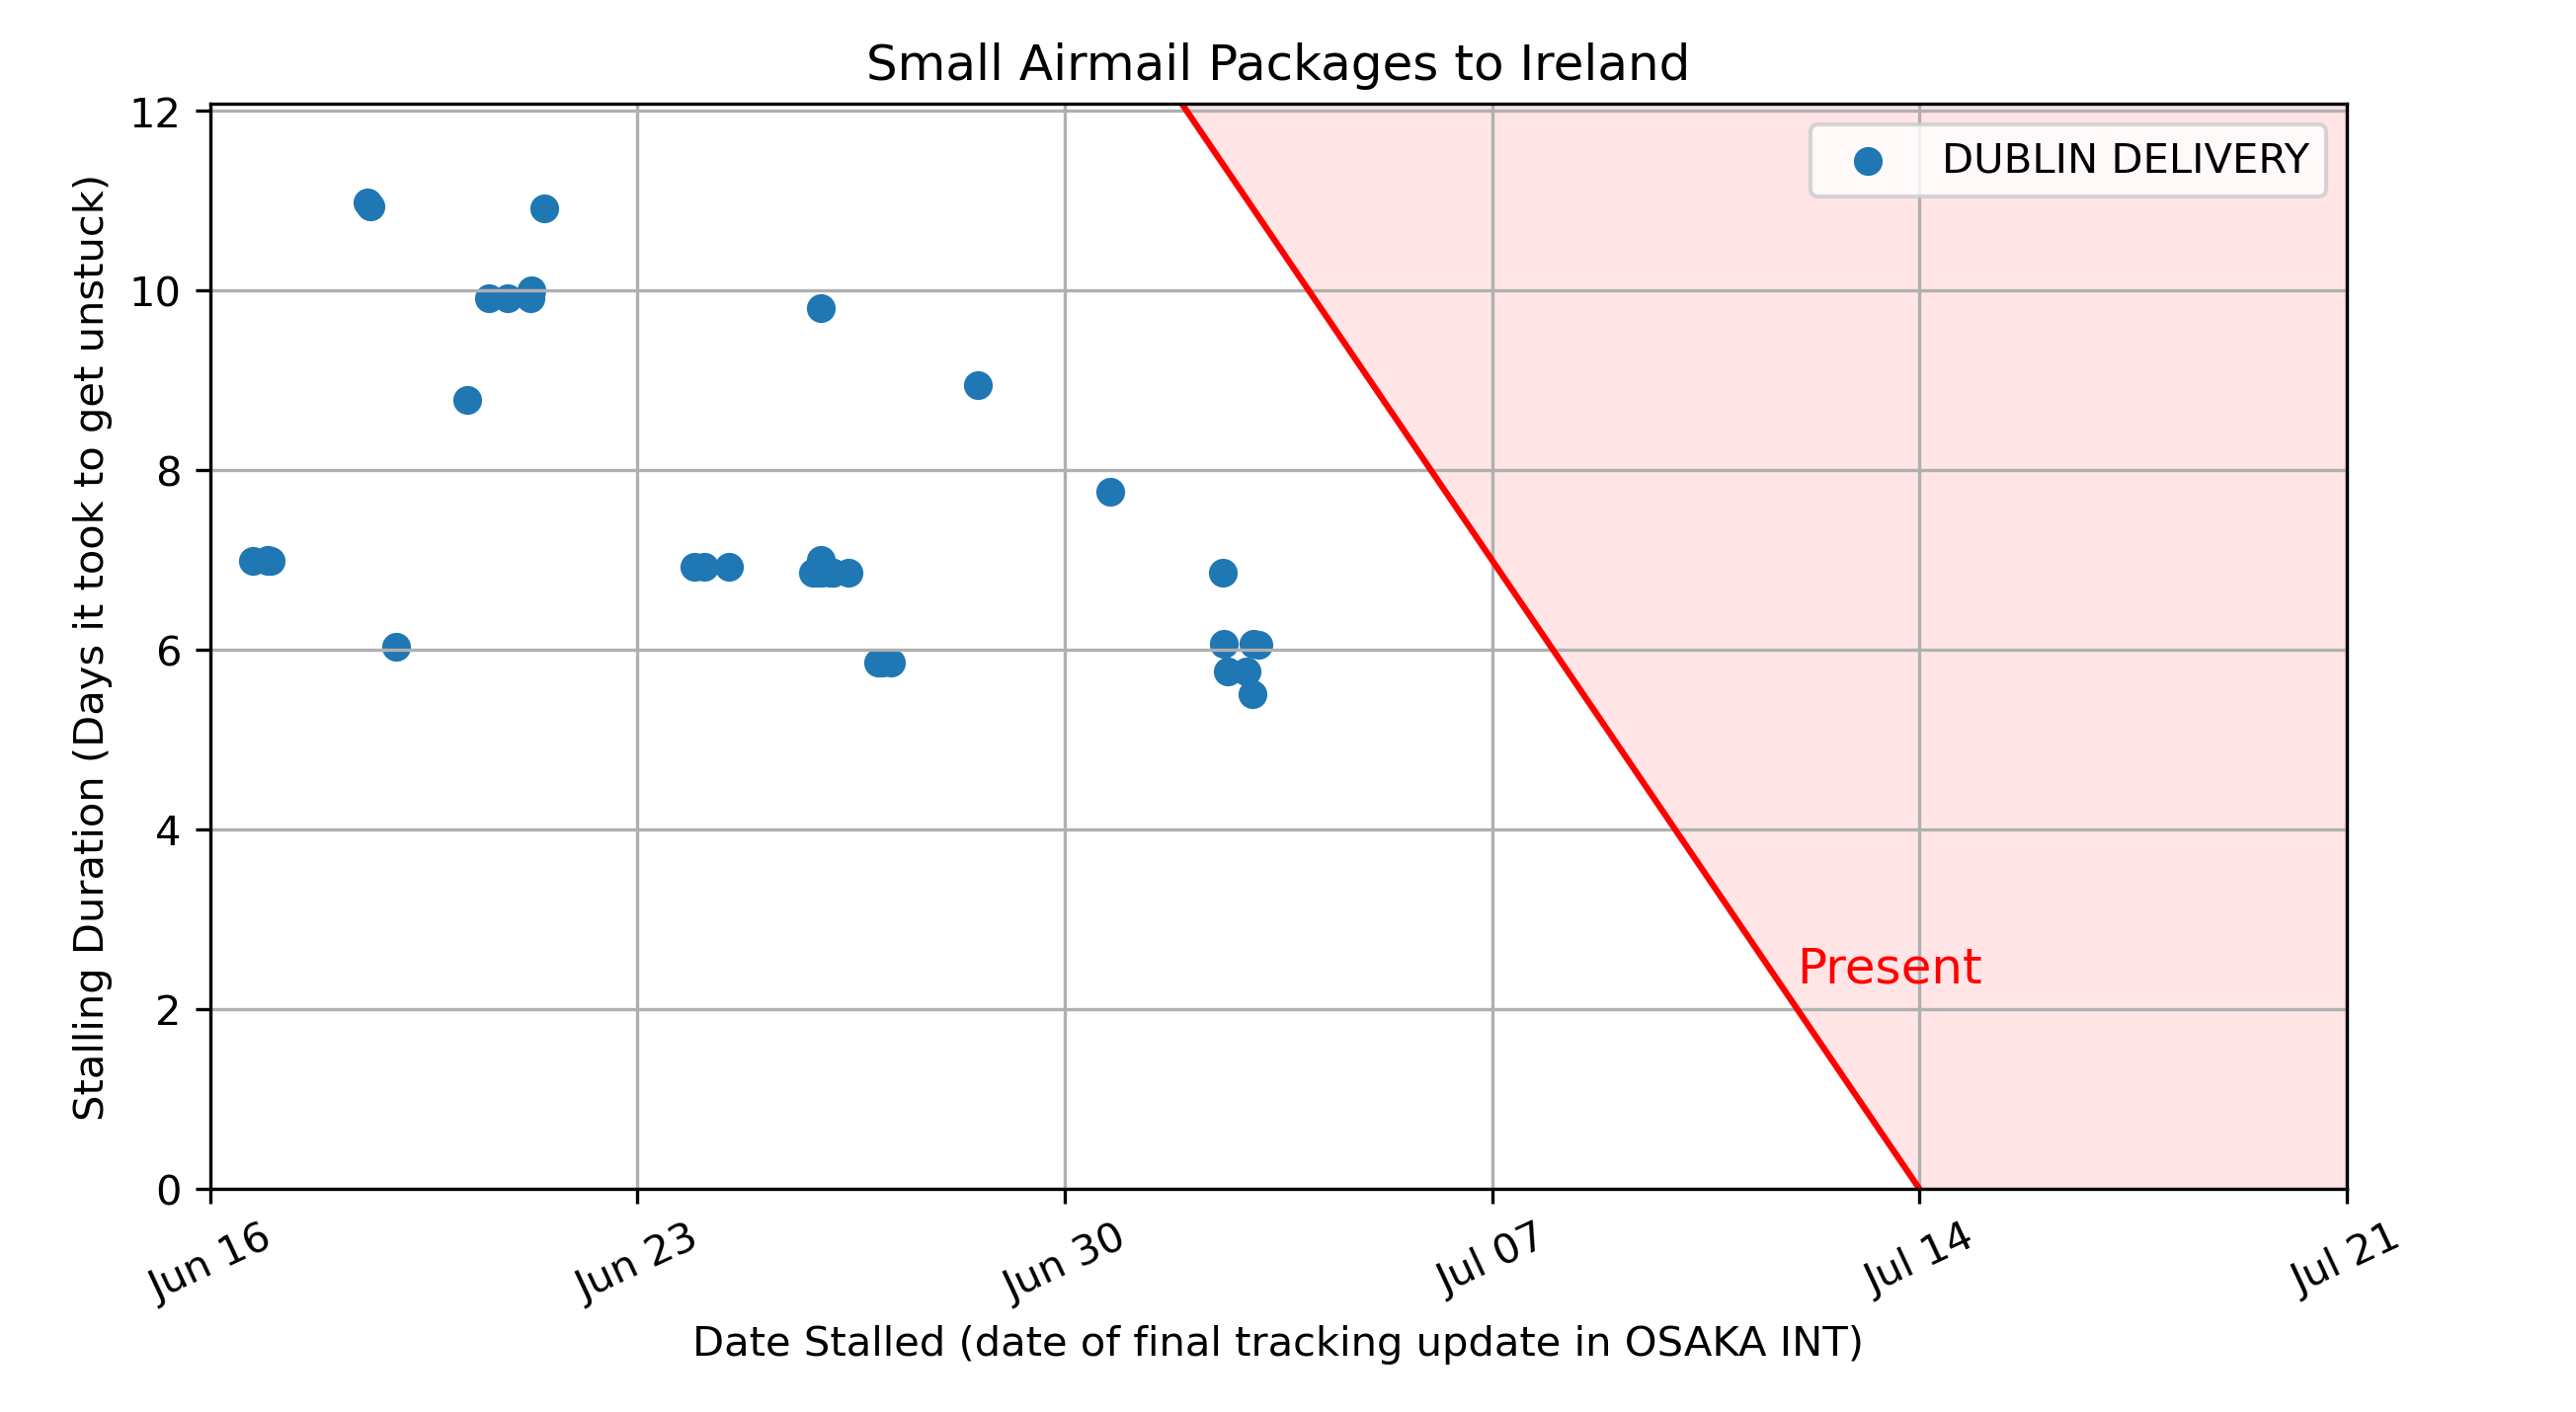 Small Airmail Packages to Ireland
DUBLIN DELIVERY
Stalling Duration (Days it took to get unstuck)
12
10
8
6
4
2
0
Present
Jun 16
Jun 23
Jun 30
Jul 07
Jul 14
Jul 21
Date Stalled (date of final tracking update in OSAKA INT)